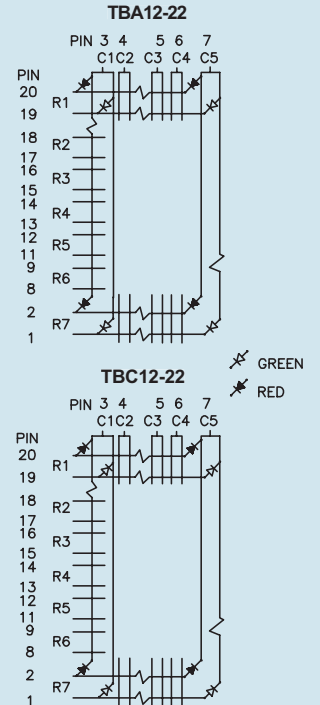 TBA12-22
PIN 3 4 5 6 7
C1 C2 C3 C4 C5
PIN
20
R1
19
18
R2
17
16
R3
15
14
R4
13
12
R5
11
9
R6
8
2
R7
1
GREEN
RED
TBC12-22
PIN 3 4 5 6 7
C1 C2 C3 C4 C5
PIN
20
R1
19
18
R2
17
16
R3
15
14
R4
13
12
R5
11
9
R6
8
2
R7
1